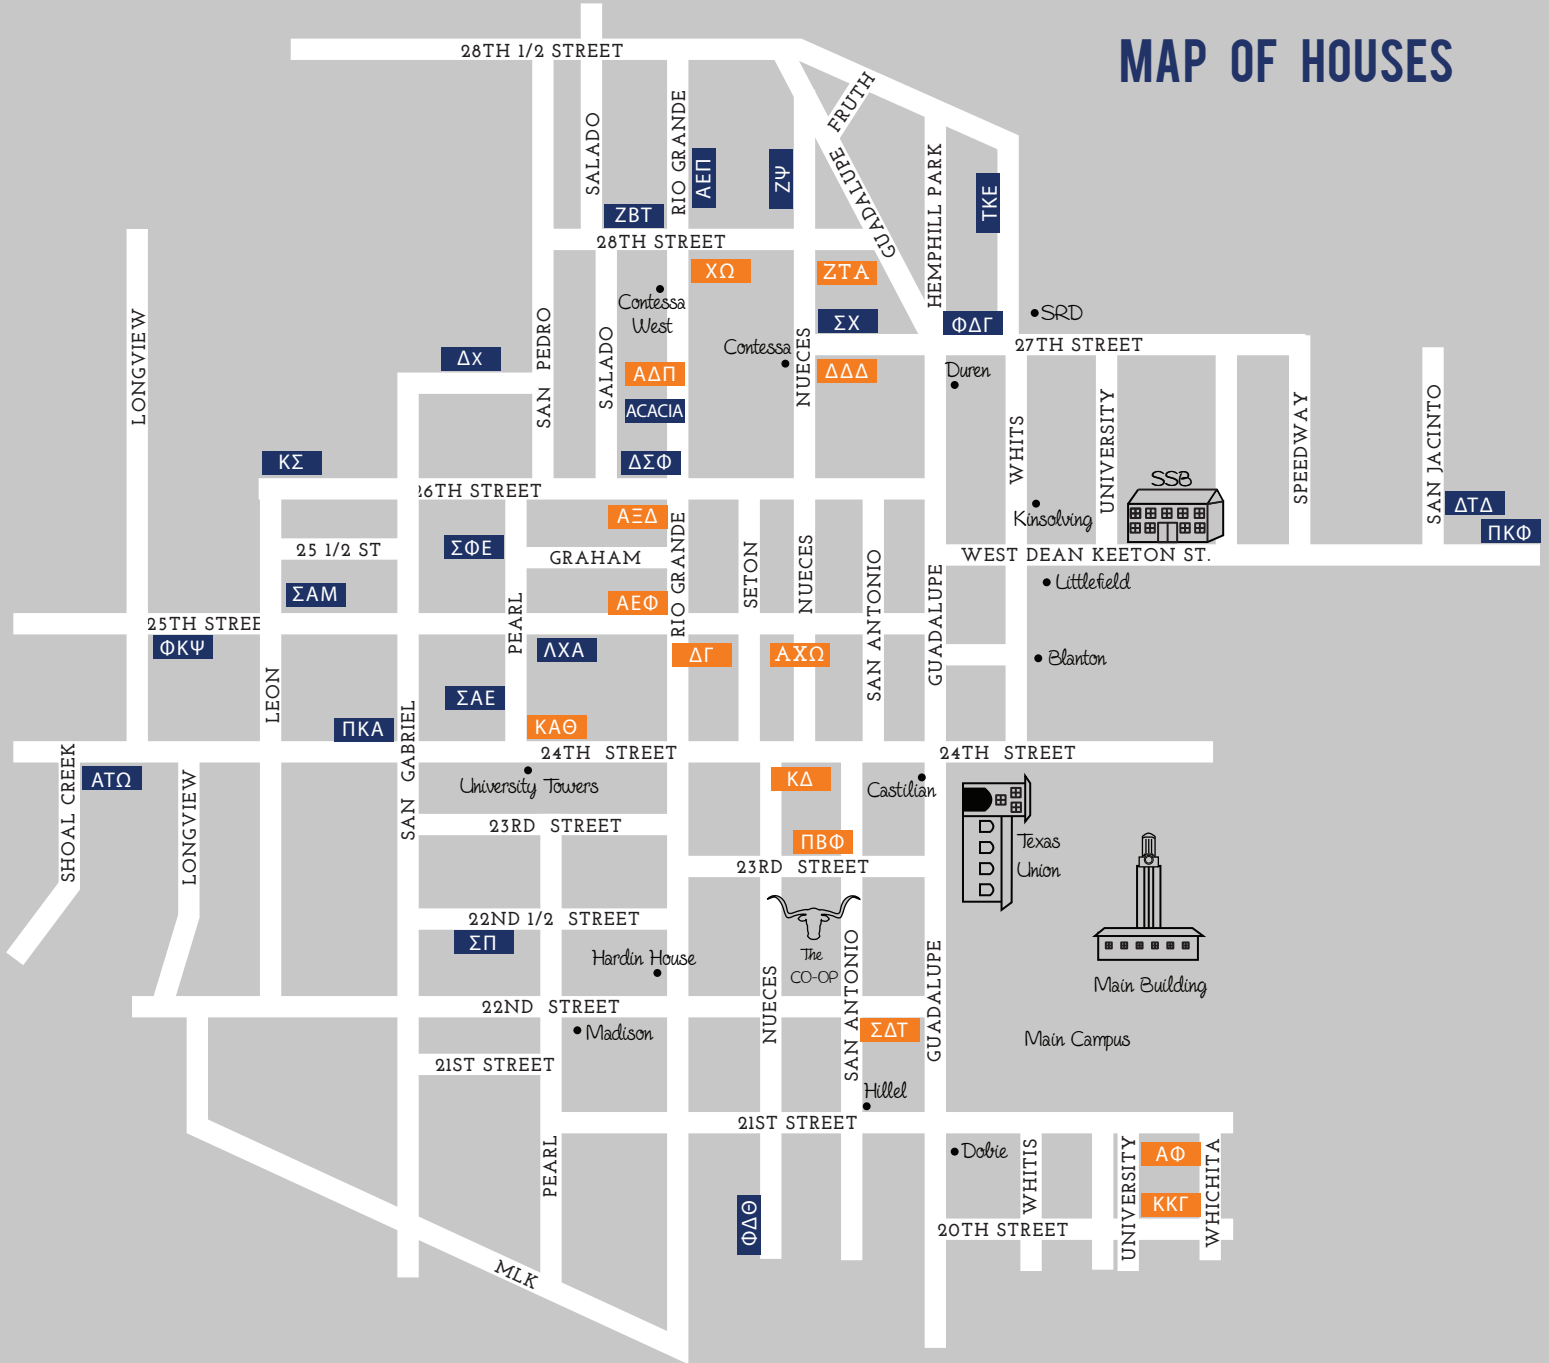 MAP OF HOUSES
28TH 1/2 STREET
FRUTH
SALADO
RIO GRANDE
ΑΕΠ
ΖΨ
GUADALUPE
GUADALUPE
HEMPHILL PARK
ΤΚΕ
ΖΒΤ
28TH STREET
ΧΩ
ΖΤΑ
Contessa
West
SRD
LONGVIEW
SAN PEDRO
SALADO
ΣΧ
ΦΔΓ
NUECES
27TH STREET
Δχ
Contessa
ΑΔΠ
ΔΔΔ
Duren
ACACIA
WHITS
UNIVERSITY
SPEEDWAY
SAN JACINTO
ΚΣ
ΔΣΦ
SSB
26TH STREET
ΔΤΔ
ΑΞΔ
Kinsolving
ΠΚΦ
25 1/2 ST
ΣΦΕ
GRAHAM
RIO GRANDE
SETON
NUECES
SAN ANTONIO
GUADALUPE
WEST DEAN KEETON ST.
Littlefield
ΣΑΜ
ΑΕΦ
PEARL
25TH STREE
ΦΚΨ
ΛΧΑ
ΔΓ
ΑΧΩ
Blanton
LEON
ΣΑΕ
ΠΚΑ
ΚΑΘ
SAN GABRIEL
24TH STREET
24TH STREET
SHOAL CREEK
ΑΤΩ
LONGVIEW
University Towers
ΚΔ
Castilian
23RD STREET
ΠΒΦ
Texas
Union
23RD STREET
22ND 1/2 STREET
ΣΠ
Hardin House
The
CO-OP
NUECES
SAN ANTONIO
GUADALUPE
Main Building
22ND STREET
Madison
ΣΔΤ
Main Campus
21ST STREET
Hillel
21ST STREET
PEARL
Dobie
WHITIS
UNIVERSITY
ΑΦ
WHICHITA
ΚΚΓ
ΦΔΘ
20TH STREET
MLK